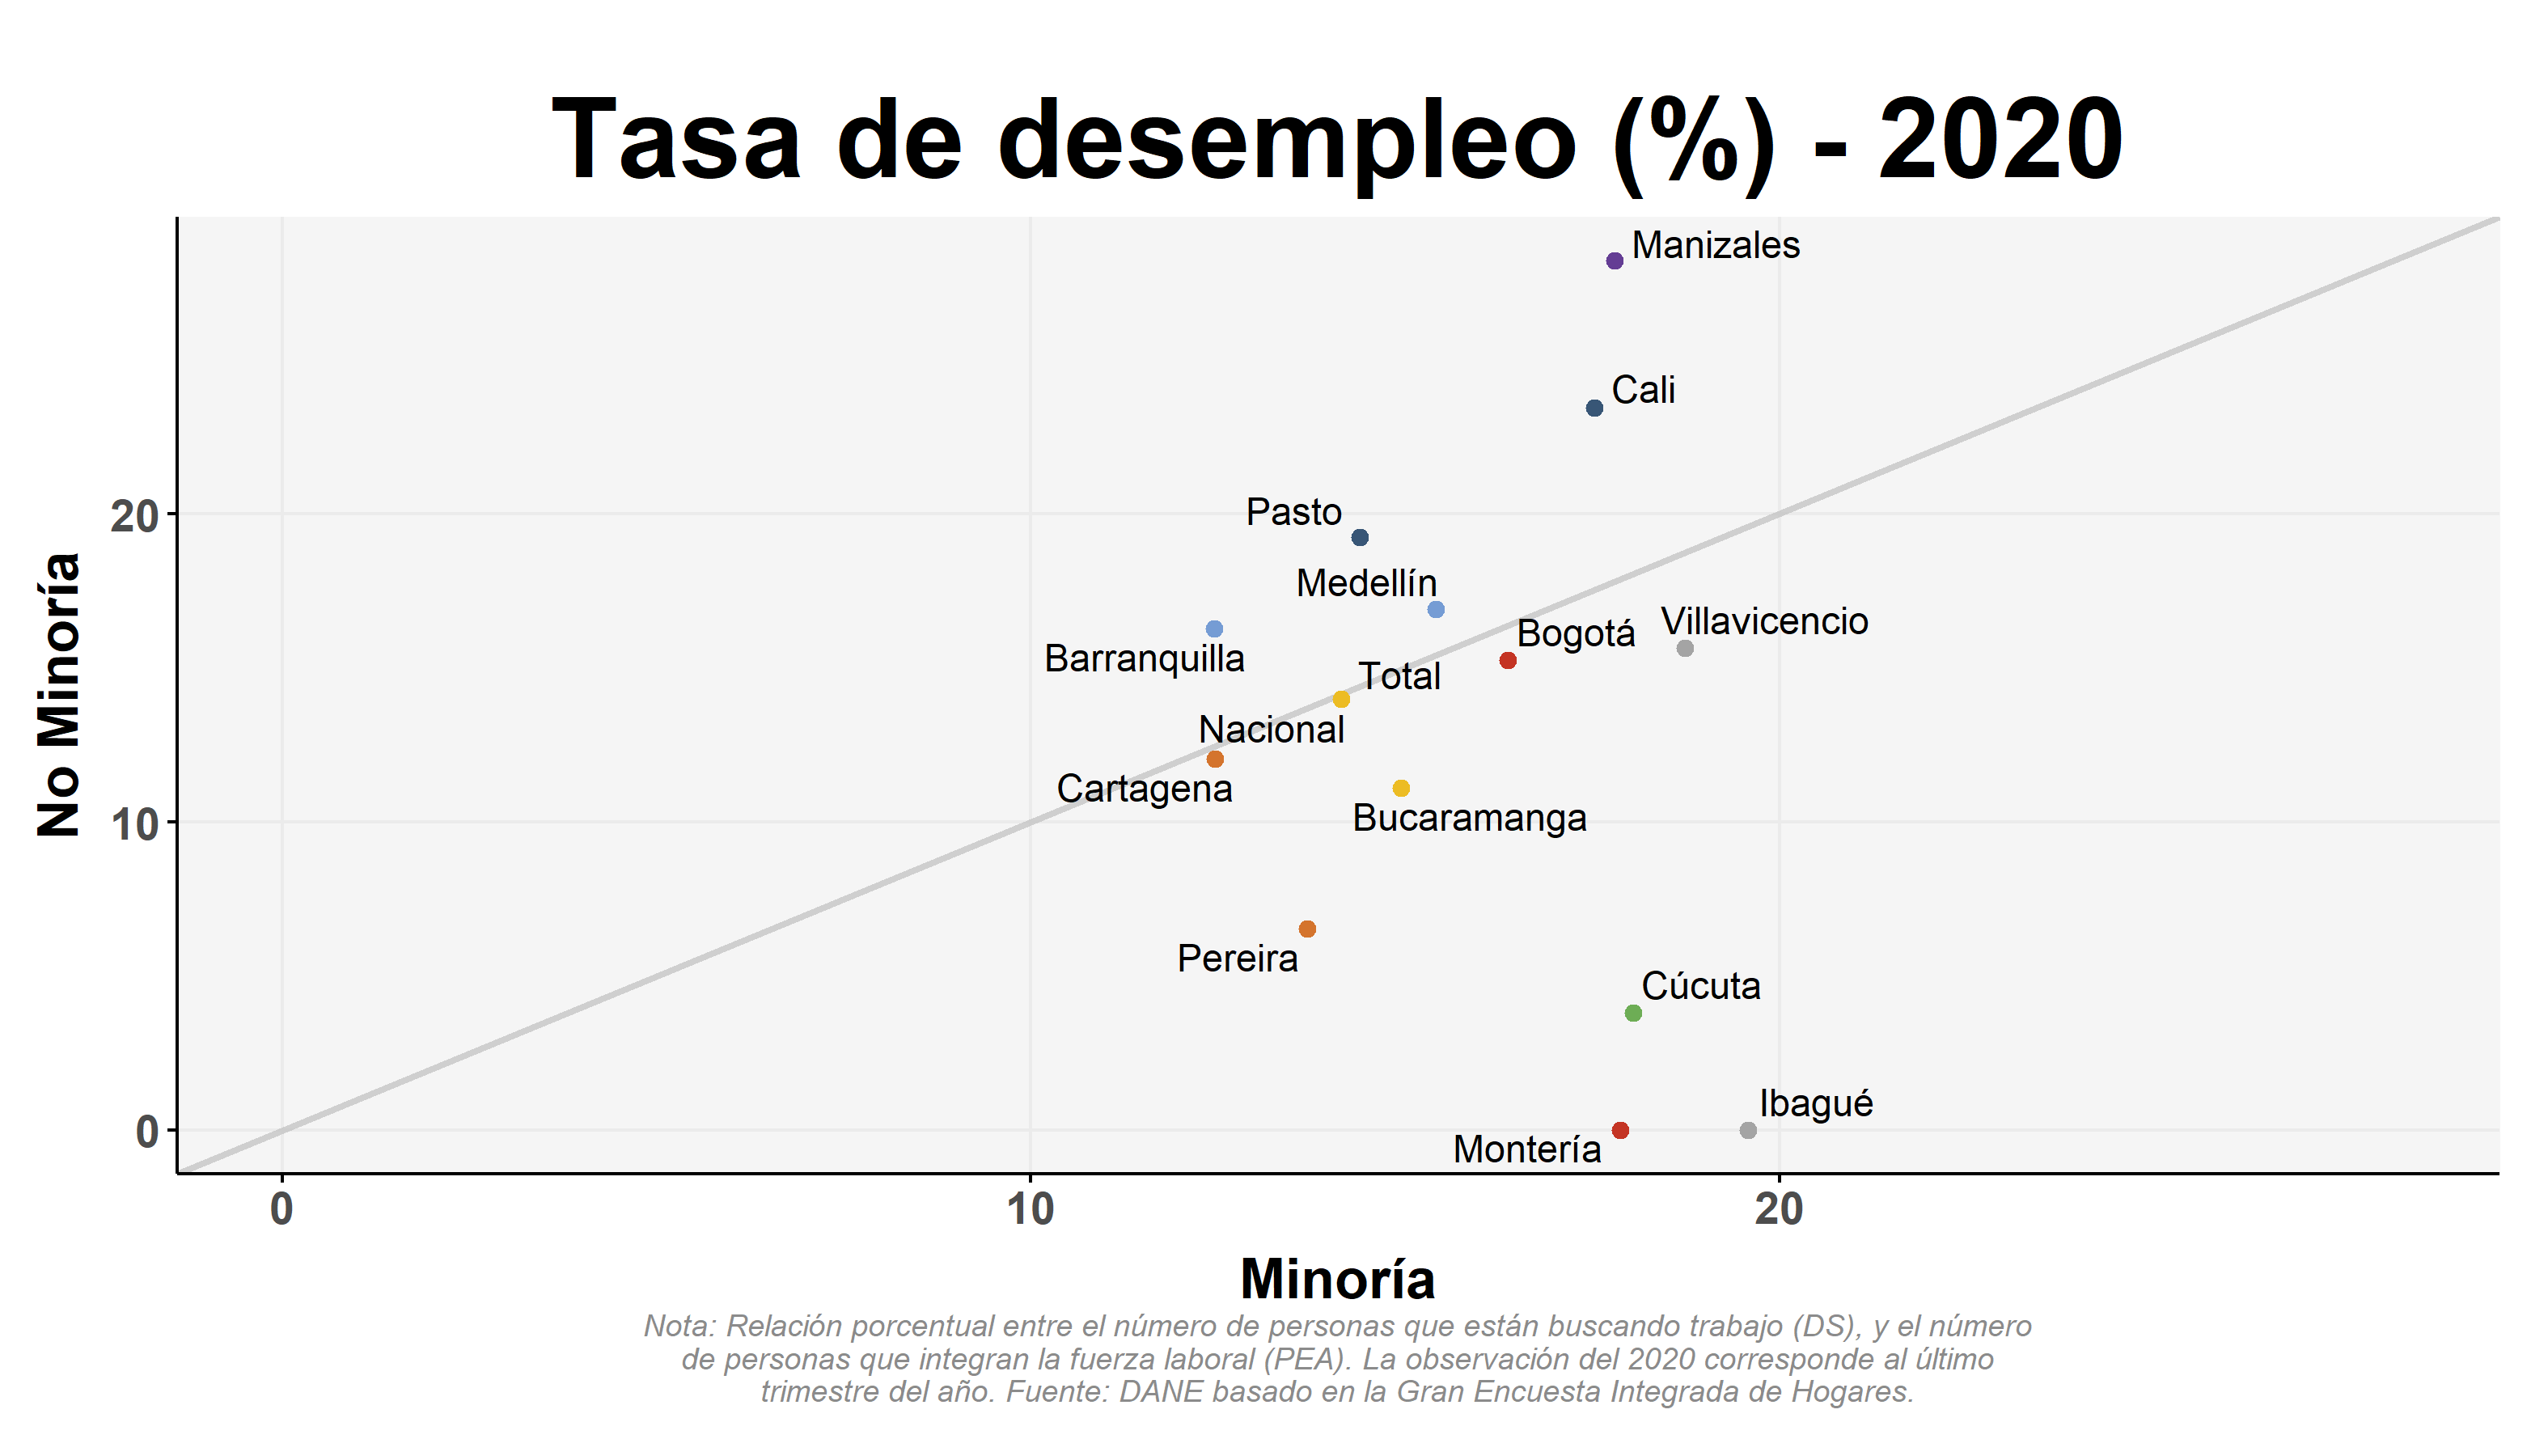 Tasa de desempleo (%) - 2020
Manizales
Cali
20
Pasto
Medellín
Villavicencio
Bogotá
Barranquilla
Total
Nacional
Cartagena
Bucaramanga
10
Pereira
Cúcuta
Ibagué
Montería
0
No Minoría
0 10 20
Minoría
Nota: Relación porcentual entre el número de personas que están buscando trabajo (DS), y el número
de personas que integran la fuerza laboral (PEA). La observación del 2020 corresponde al último
trimestre del año. Fuente: DANE basado en la Gran Encuesta Integrada de Hogares.